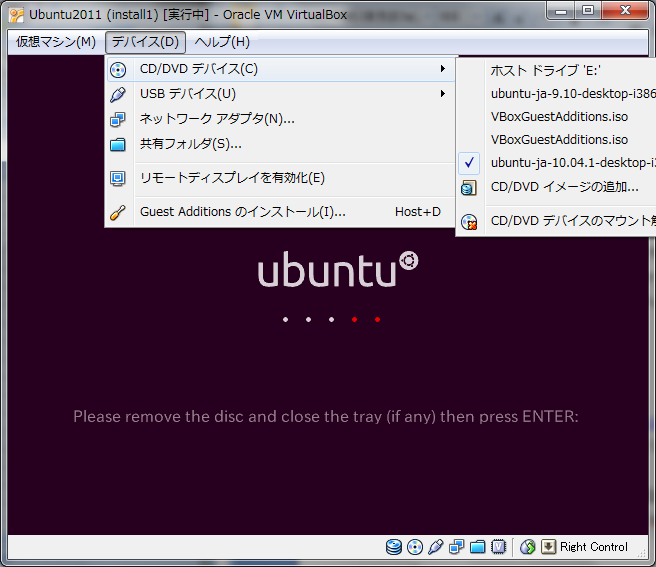 Ubuntu2011 (install1) [実行中] - Oracle VM VirtualBox
仮想マシン(M) デバイス(D) ヘルプ(H)
CD/DVD デバイス(C)
USB デバイス(U)
ネットワーク アダプタ(N)...
共有フォルダ(S)...
リモートディスプレイを有効化(E)
Guest Additions のインストール(I)... Host+D
ホスト ドライブ 'E:'
ubuntu-ja-9.10-desktop-i386
VBoxGuestAdditions.iso
VBoxGuestAdditions.iso
ubuntu-ja-10.04.1-desktop-i3
CD/DVD イメージの追加...
CD/DVD デバイスのマウント解
ubuntu
Please remove the disc and close the tray (if any) then press ENTER:
Right Control